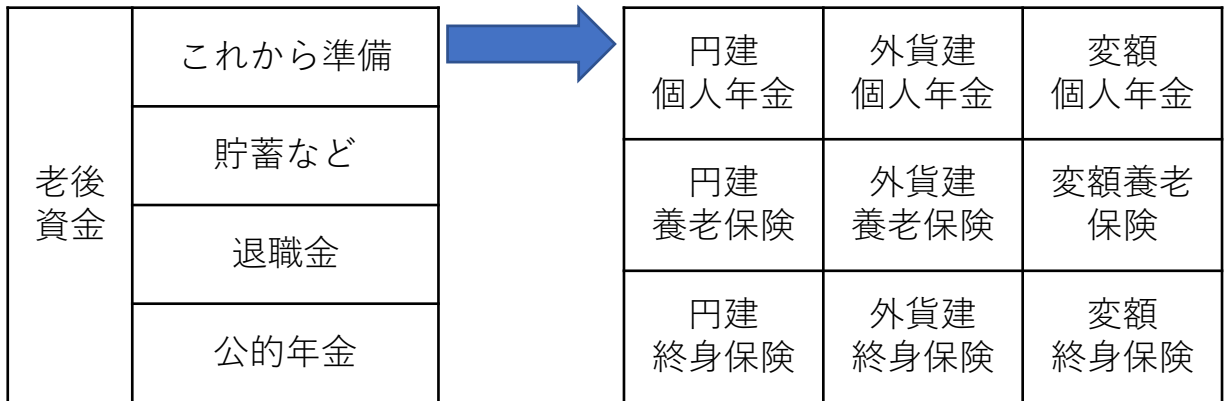 老後
資金
これから準備
貯蓄など
退職金
公的年金
円建
個人年金
外貨建
個人年金
変額
個人年金
円建
養老保険
外貨建
養老保険
変額養老
保険
円建
終身保険
外貨建
終身保険
変額
終身保険